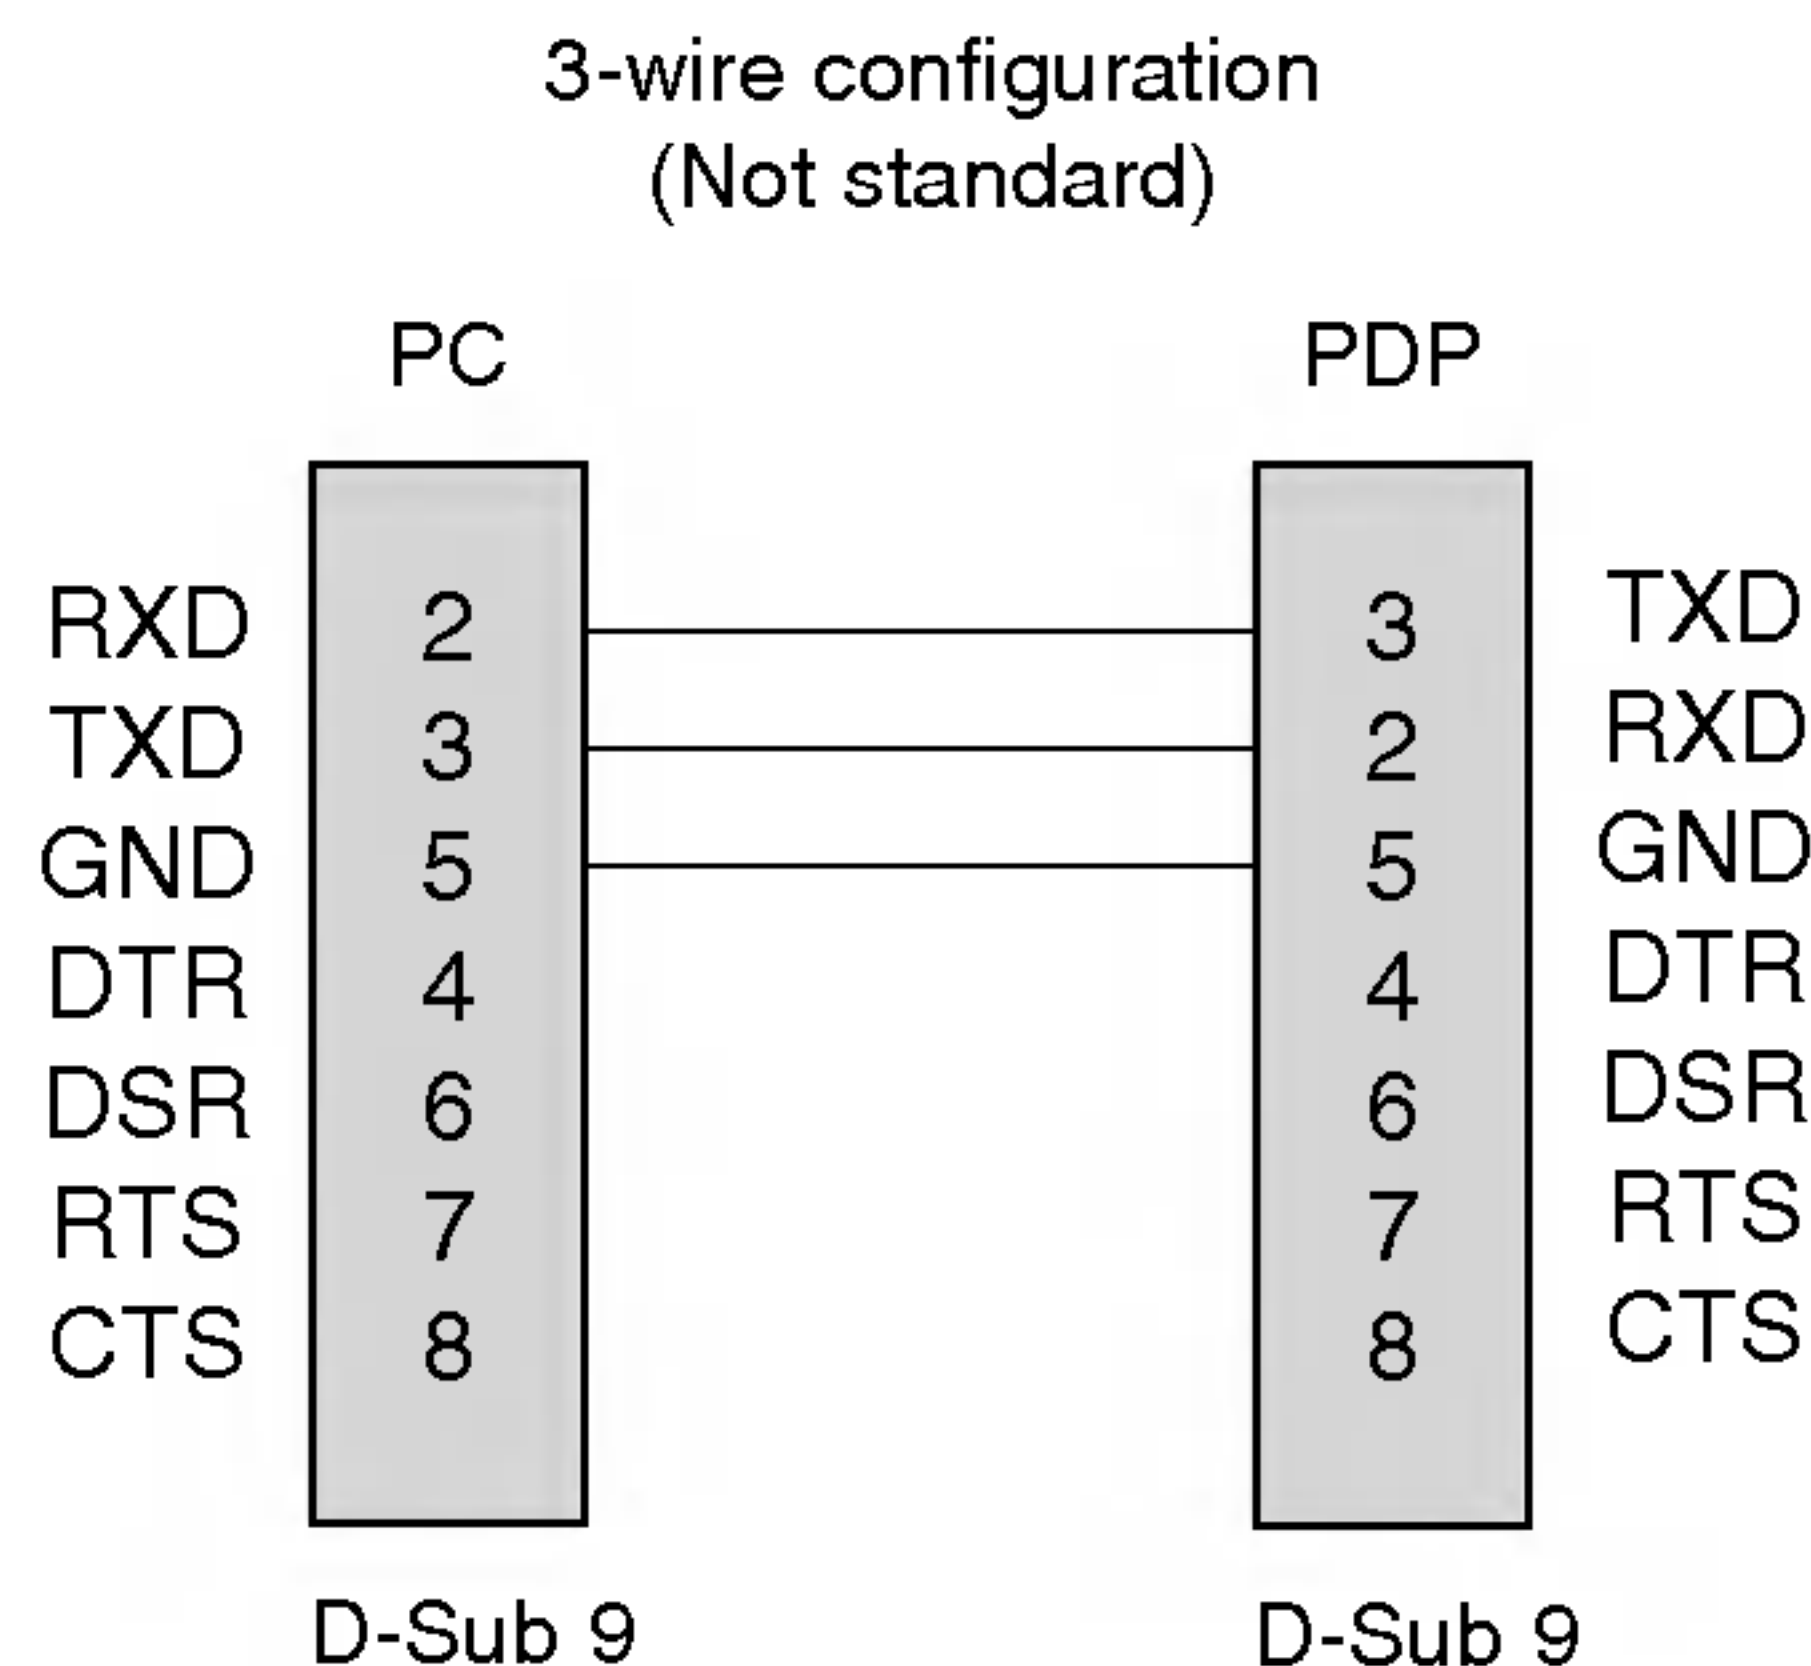 3-wire configuration
(Not standard)
PC PDP
RXD 2 3 TXD
TXD 3 2 RXD
GND 5 5 GND
DTR 4 4 DTR
DSR 6 6 DSR
RTS 7 7 RTS
CTS 8 8 CTS
D-Sub 9 D-Sub 9